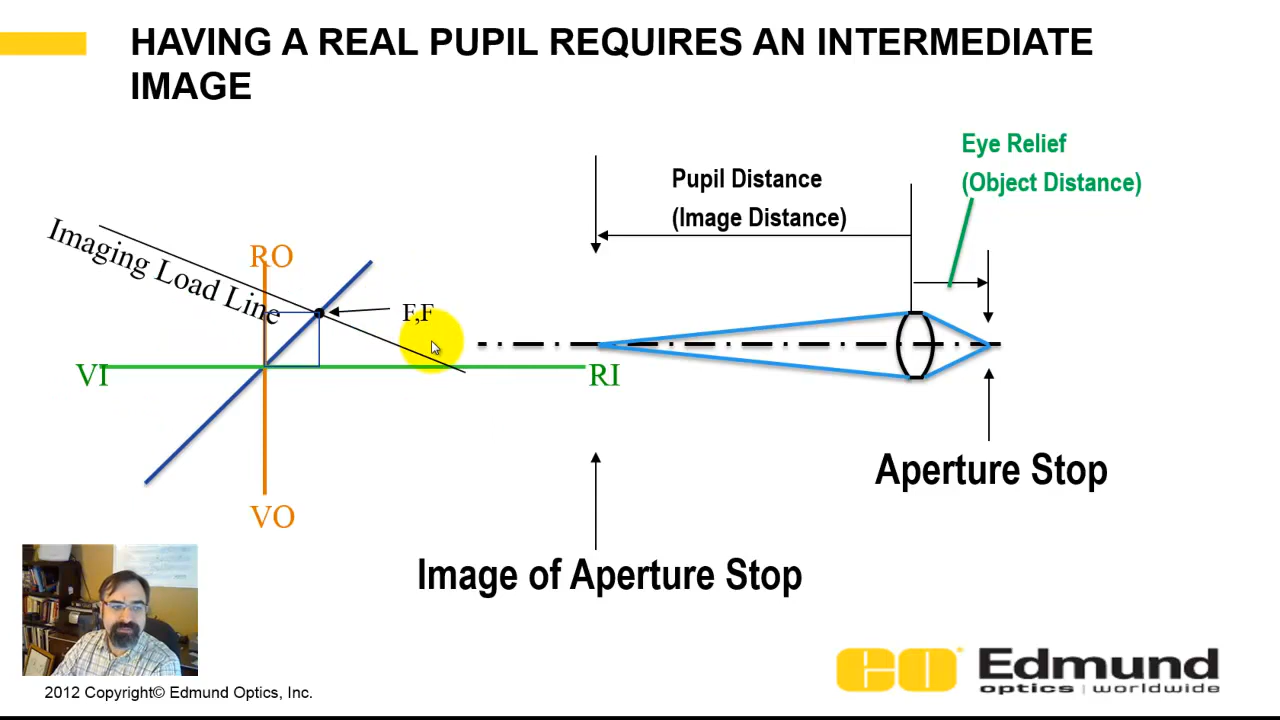 HAVING A REAL PUPIL REQUIRES AN INTERMEDIATE
IMAGE
Eye Relief
(Object Distance)
Pupil Distance
(Image Distance)
Imaging Load Line
RO
F,F
VI
RI
VO
Aperture Stop
Image of Aperture Stop
EO
Edmund
optics | worldwide
2012 Copyright© Edmund Optics, Inc.